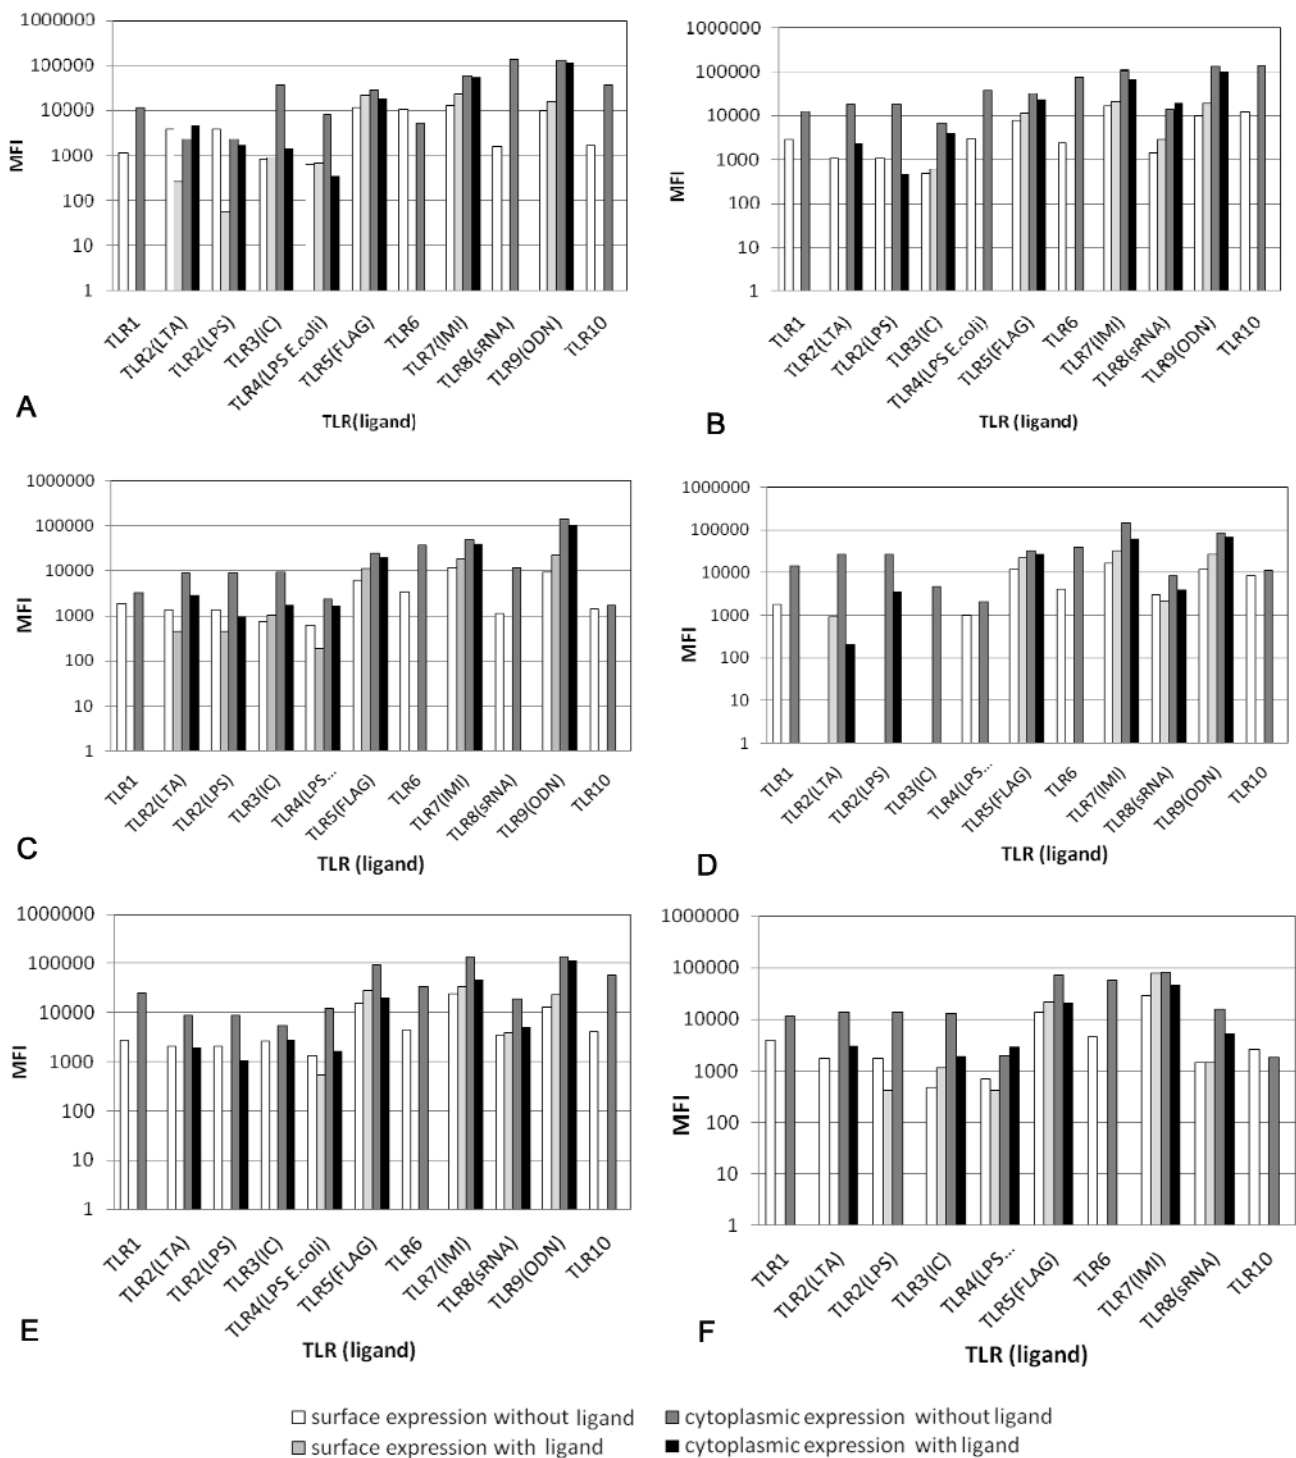 MFI
1000000
100000
10000
1000
100
10
1
TLR1
TLR2(LTA)
TLR2(LPS)
TLR3(IC)
TLR4(LPS E.coli)
TLR5(FLAG)
TLR6
TLR7(IMI)
TLR8(sRNA)
TLR9(ODN)
TLR10
A
TLR(ligand)
MFI
1000000
100000
10000
1000
100
10
1
TLR1
TLR2(LTA)
TLR2(LPS)
TLR3(IC)
TLR4(LPS E.coli)
TLR5(FLAG)
TLR6
TLR7(IMI)
TLR8(sRNA)
TLR9(ODN)
TLR10
B
TLR (ligand)
MFI
1000000
100000
10000
1000
100
10
1
TLR1
TLR2(LTA)
TLR2(LPS)
TLR3(IC)
TLR4(LPS...
TLR5(FLAG)
TLR6
TLR7(IMI)
TLR8(sRNA)
TLR9(ODN)
TLR10
C
TLR (ligand)
MFI
1000000
100000
10000
1000
100
10
1
TLR1
TLR2(LTA)
TLR2(LPS)
TLR3(IC)
TLR4(LPS...
TLR5(FLAG)
TLR6
TLR7(IMI)
TLR8(sRNA)
TLR9(ODN)
TLR10
D
TLR (ligand)
MFI
1000000
100000
10000
1000
100
10
1
TLR1
TLR2(LTA)
TLR2(LPS)
TLR3(IC)
TLR4(LPS E.coli)
TLR5(FLAG)
TLR6
TLR7(IMI)
TLR8(sRNA)
TLR9(ODN)
TLR10
E
TLR (ligand)
MFI
1000000
100000
10000
1000
100
10
1
TLR1
TLR2(LTA)
TLR2(LPS)
TLR3(IC)
TLR4(LPS...
TLR5(FLAG)
TLR6
TLR7(IMI)
TLR8(sRNA)
TLR10
F
TLR (ligand)
surface expression without ligand
cytoplasmic expression without ligand
surface expression with ligand
cytoplasmic expression with ligand